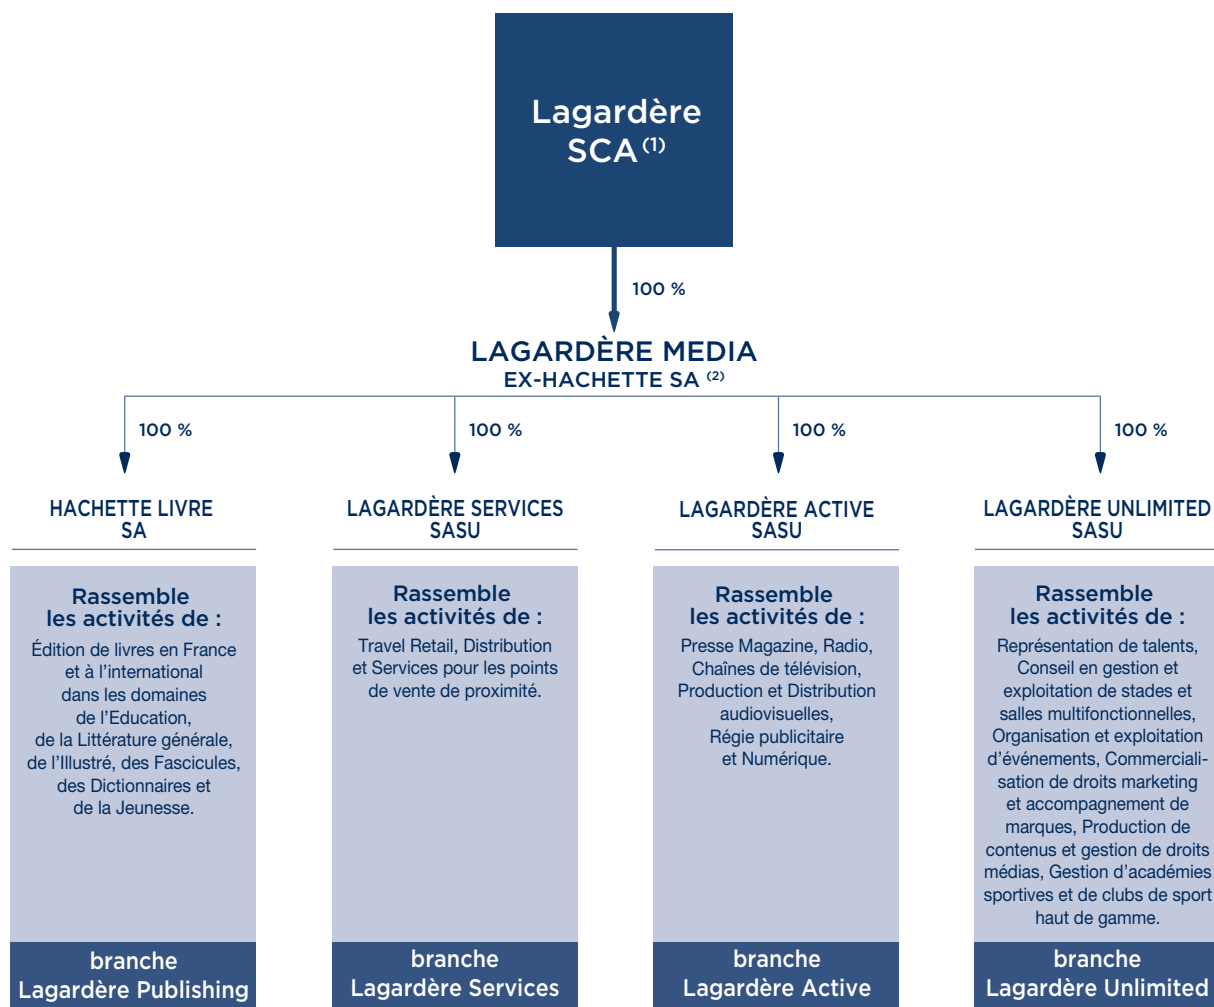 Lagardère
SCA (1)
100 %
LAGARDÈRE MEDIA
EX-HACHETTE SA (2)
100 %
100 %
100 %
100 %
HACHETTE LIVRE
SA
Rassemble
les activités de :
Édition de livres en France
et à l’international
dans les domaines
de l’Education,
de la Littérature générale,
de l’Illustré, des Fascicules,
des Dictionnaires et
de la Jeunesse.
branche
Lagardère Publishing
LAGARDÈRE SERVICES
SASU
Rassemble
les activités de :
Travel Retail, Distribution
et Services pour les points
de vente de proximité.
branche
Lagardère Services
LAGARDÈRE ACTIVE
SASU
Rassemble
les activités de :
Presse Magazine, Radio,
Chaînes de télévision,
Production et Distribution
audiovisuelles,
Régie publicitaire
et Numérique.
branche
Lagardère Active
LAGARDÈRE UNLIMITED
SASU
Rassemble
les activités de :
Représentation de talents,
Conseil en gestion et
exploitation de stades et
salles multifonctionnelles,
Organisation et exploitation
d’événements, Commerciali-
sation de droits marketing
et accompagnement de
marques, Production de
contenus et gestion de droits
médias, Gestion d’académies
sportives et de clubs de sport
haut de gamme.
branche
Lagardère Unlimited